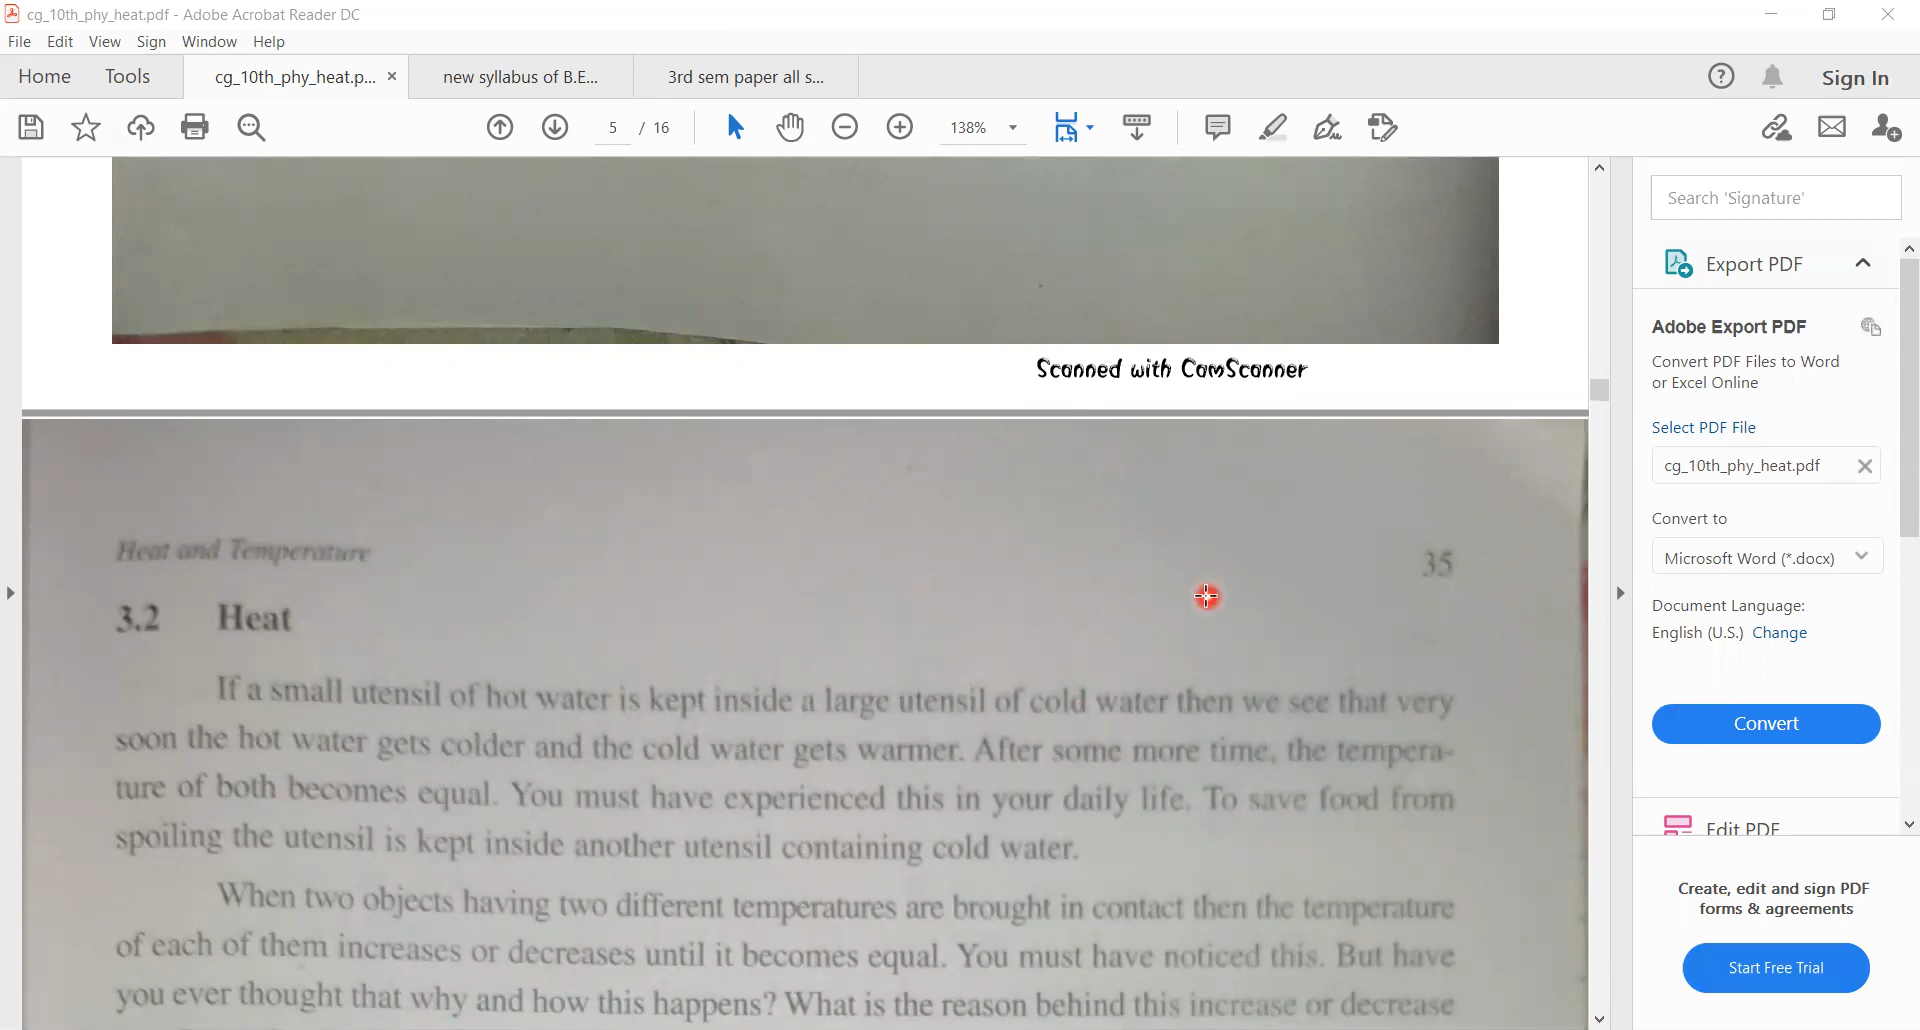 cg_10th_phy_heat.pdf - Adobe Acrobat Reader DC
File Edit View Sign Window Help
Home Tools cg_10th_phy_heat.p... × new syllabus of B.E... 3rd sem paper all s... Sign In
5 / 16 138%
Search 'Signature'
Export PDF
Adobe Export PDF
Convert PDF Files to Word
or Excel Online
Select PDF File
cg_10th_phy_heat.pdf
Convert to
Microsoft Word (*.docx)
Document Language:
English (U.S.) Change
Convert
Edit PDF
Create, edit and sign PDF
forms & agreements
Start Free Trial
Scanned with CamScanner
Heat and Temperature 35
3.2 Heat
If a small utensil of hot water is kept inside a large utensil of cold water then we see that very
soon the hot water gets colder and the cold water gets warmer. After some more time, the tempera-
ture of both becomes equal. You must have experienced this in your daily life. To save food from
spoiling the utensil is kept inside another utensil containing cold water.
When two objects having two different temperatures are brought in contact then the temperature
of each of them increases or decreases until it becomes equal. You must have noticed this. But have
you ever thought that why and how this happens? What is the reason behind this increase or decrease